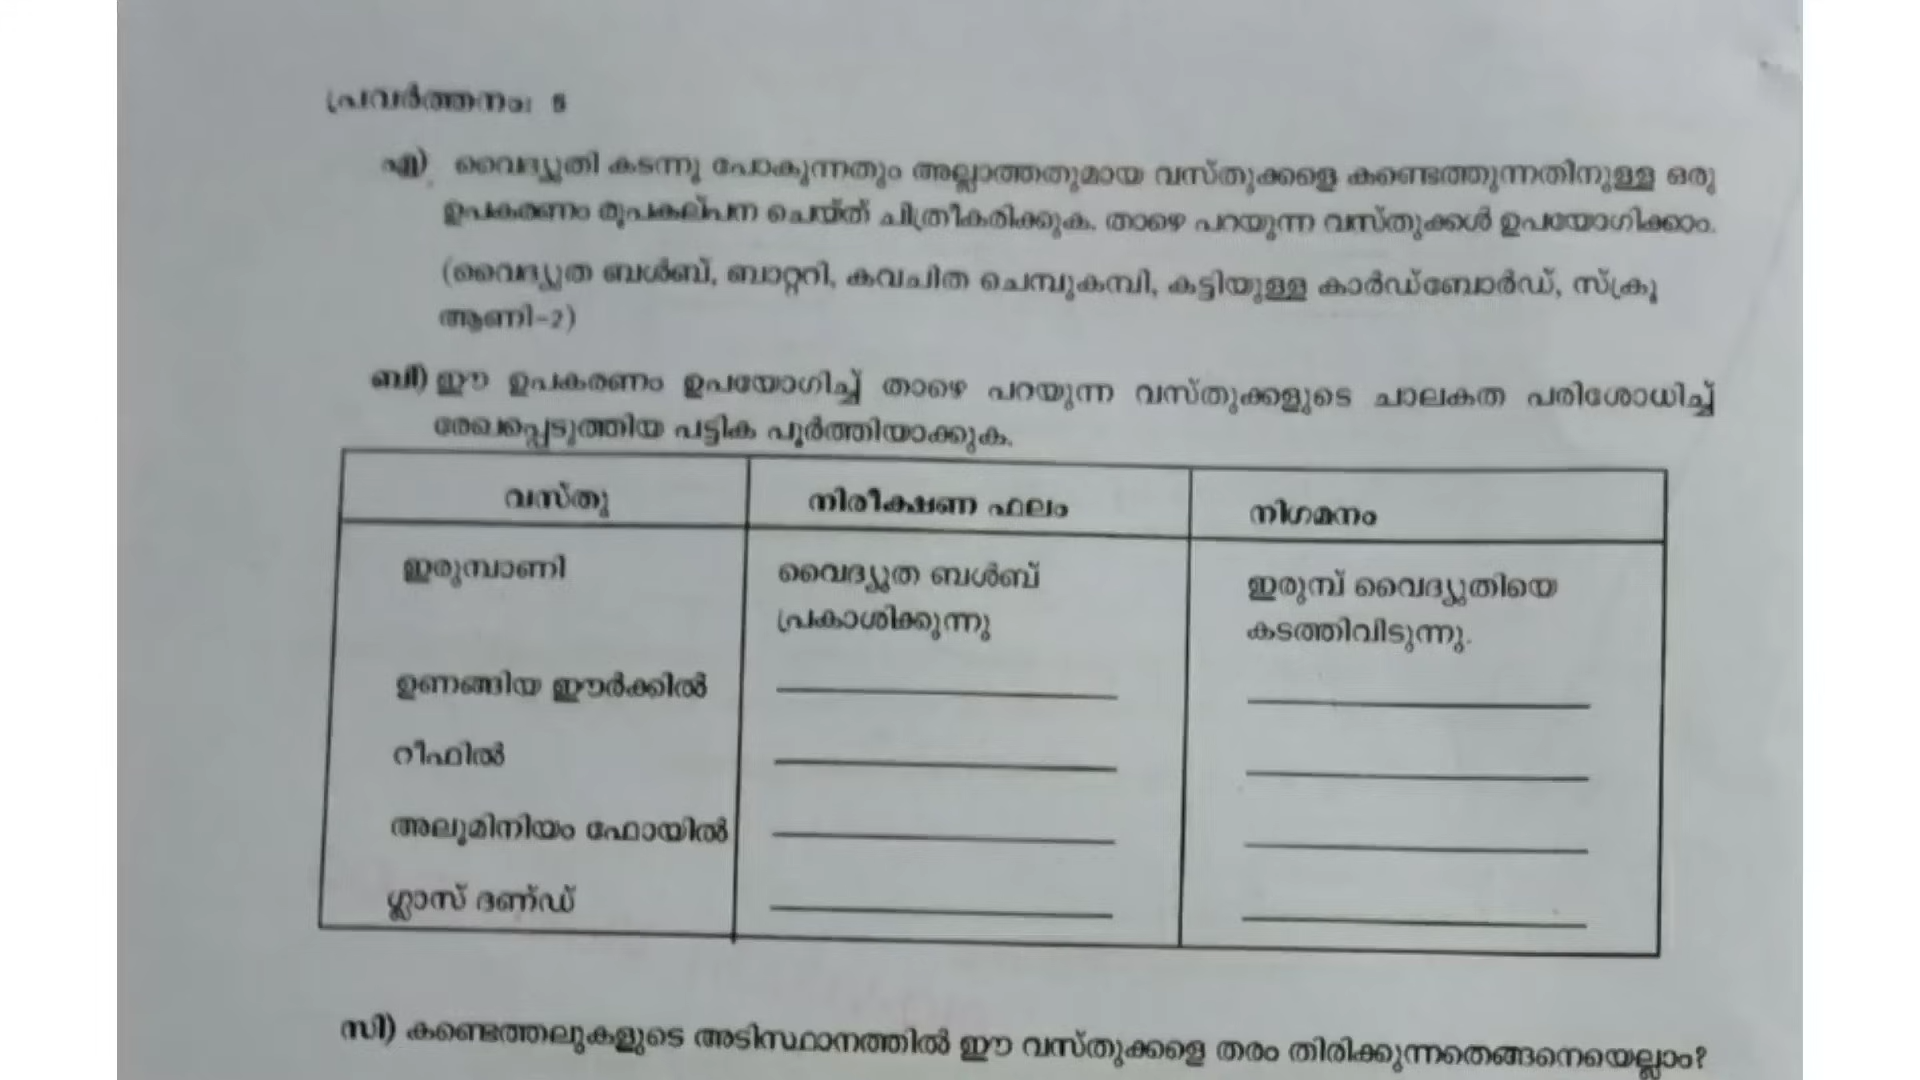 പ്രവർത്തനം: 5
എ) വൈദ്യുതി കടന്നു പോകുന്നതും അല്ലാത്തതുമായ വസ്തുക്കളെ കണ്ടെത്തുന്നതിനുള്ള ഒരു
ഉപകരണം രൂപകല്പന ചെയ്ത് ചിത്രീകരിക്കുക. താഴെ പറയുന്ന വസ്തുക്കൾ ഉപയോഗിക്കാം.
(വൈദ്യുത ബൾബ്, ബാറ്ററി, കവചിത ചെമ്പുകമ്പി, കട്ടിയുള്ള കാർഡ്ബോർഡ്, സ്ക്രൂ
ആണി-2)
ബി) ഈ ഉപകരണം ഉപയോഗിച്ച് താഴെ പറയുന്ന വസ്തുക്കളുടെ ചാലകത പരിശോധിച്ച്
രേഖപ്പെടുത്തിയ പട്ടിക പൂർത്തിയാക്കുക.
വസ്തു നിരീക്ഷണ ഫലം നിഗമനം
ഇരുമ്പാണി വൈദ്യുത ബൾബ് ഇരുമ്പ് വൈദ്യുതിയെ
പ്രകാശിക്കുന്നു കടത്തിവിടുന്നു.
ഉണങ്ങിയ ഈർക്കിൽ
റീഫിൽ
അലുമിനിയം ഫോയിൽ
ഗ്ലാസ് ദണ്ഡ്
സി) കണ്ടെത്തലുകളുടെ അടിസ്ഥാനത്തിൽ ഈ വസ്തുക്കളെ തരം തിരിക്കുന്നതെങ്ങനെയെല്ലാം?